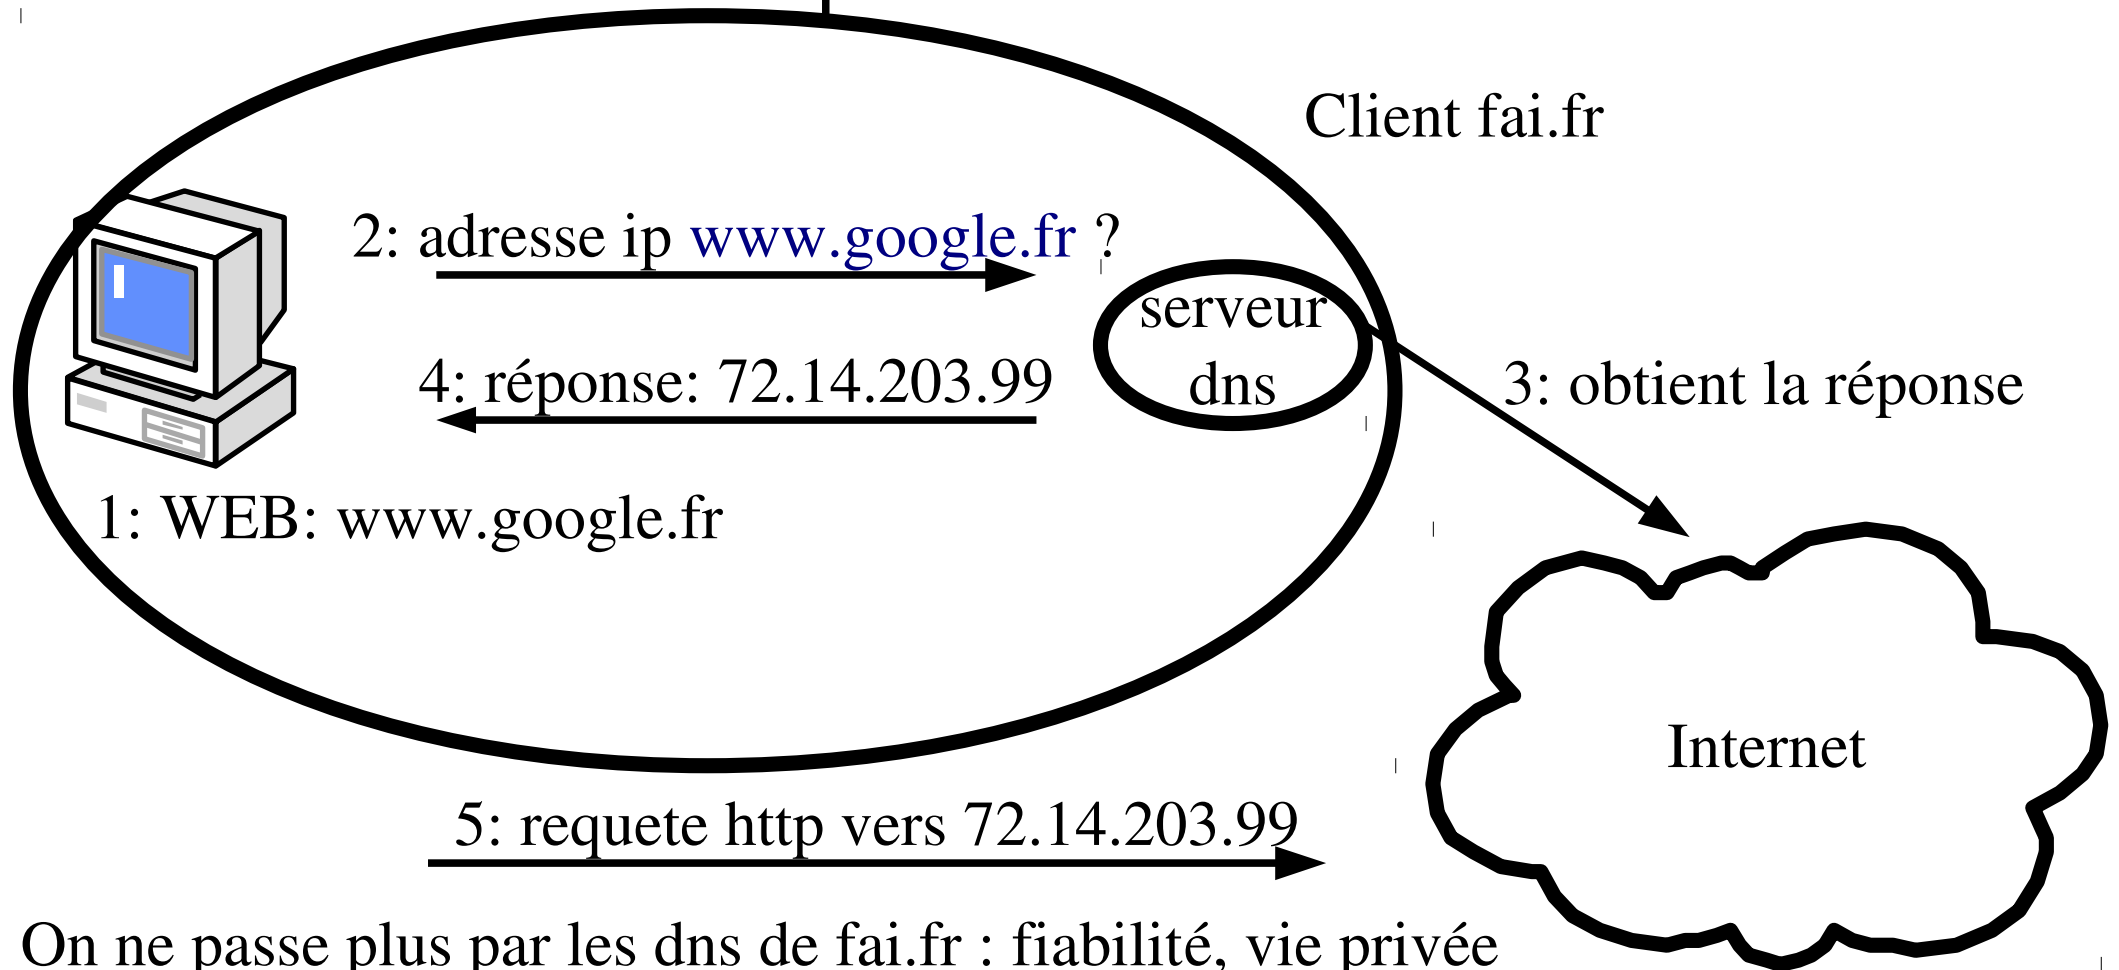 Client fai.fr
2: adresse ip www.google.fr ?
serveur
dns
4: réponse: 72.14.203.99
3: obtient la réponse
1: WEB: www.google.fr
Internet
5: requete http vers 72.14.203.99
On ne passe plus par les dns de fai.fr : fiabilité, vie privée